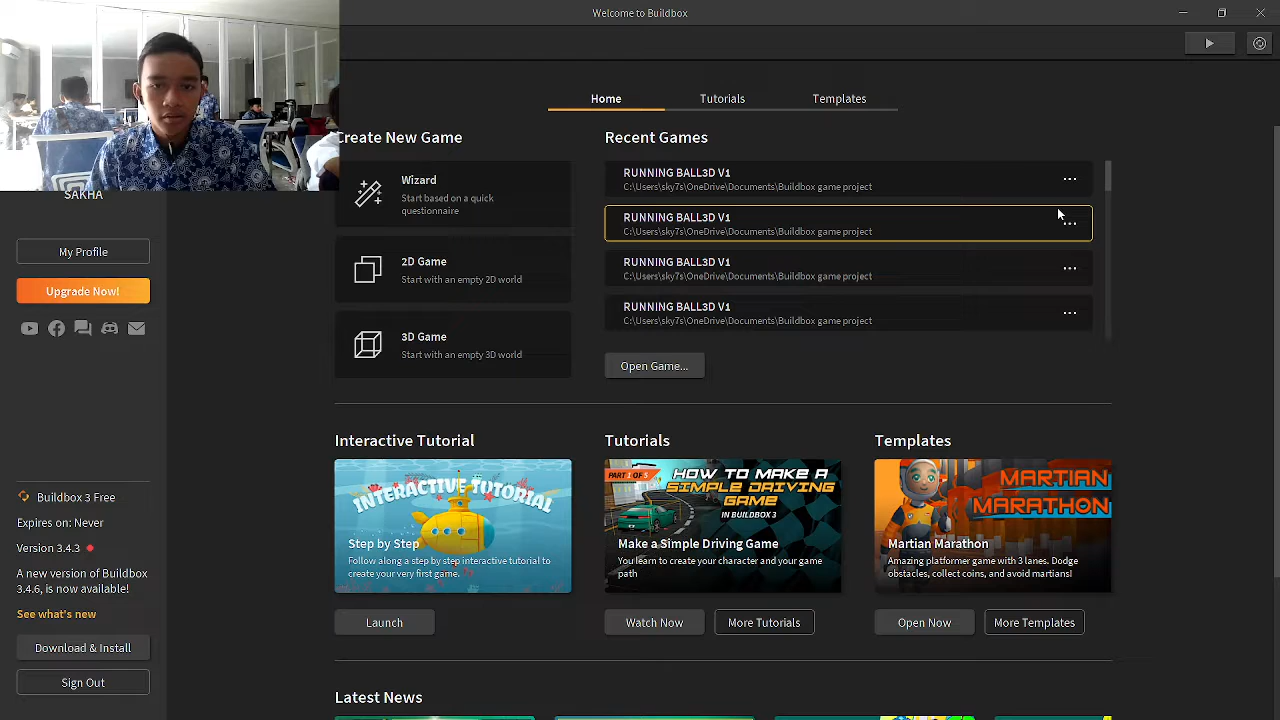 Welcome to Buildbox
Home
Tutorials
Templates
Create New Game
Wizard
Start based on a quick
questionnaire
2D Game
Start with an empty 2D world
3D Game
Start with an empty 3D world
Recent Games
RUNNING BALL3D V1
C:\Users\sky7s\OneDrive\Documents\Buildbox game project
RUNNING BALL3D V1
C:\Users\sky7s\OneDrive\Documents\Buildbox game project
RUNNING BALL3D V1
C:\Users\sky7s\OneDrive\Documents\Buildbox game project
RUNNING BALL3D V1
C:\Users\sky7s\OneDrive\Documents\Buildbox game project
Open Game...
SAKHA
My Profile
Upgrade Now!
Buildbox 3 Free
Expires on: Never
Version 3.4.3
A new version of Buildbox
3.4.6, is now available!
See what's new
Download & Install
Sign Out
Interactive Tutorial
INTERACTIVE TUTORIAL
Step by Step
Follow along a step by step interactive tutorial to
create your very first game.
Launch
Tutorials
PART 1 OF 5
HOW TO MAKE A
SIMPLE DRIVING
GAME
IN BUILDBOX 3
Make a Simple Driving Game
You learn to create your character and your game
path
Watch Now
More Tutorials
Templates
MARTIAN
MARATHON
Martian Marathon
Amazing platformer game with 3 lanes. Dodge
obstacles, collect coins, and avoid martians!
Open Now
More Templates
Latest News